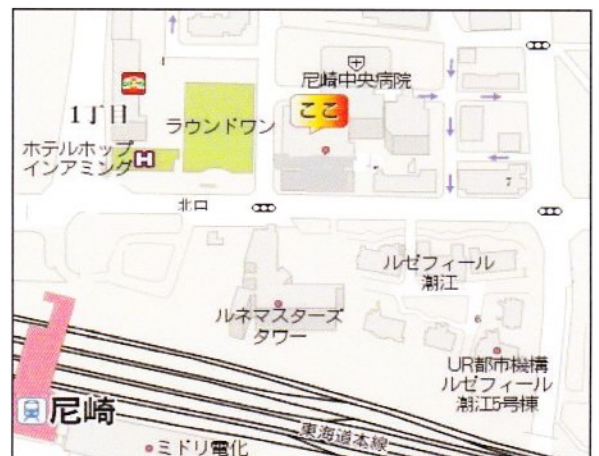 尼崎中央病院
ここ
1丁目
ラウンドワン
ホテルホップ
インアミング
H
7
北口
ルゼフィール
潮江
ルネマスターズ
タワー
6
UR都市機構
ルゼフィール
潮江5号棟
尼崎
東海道本線
ミドリ電化